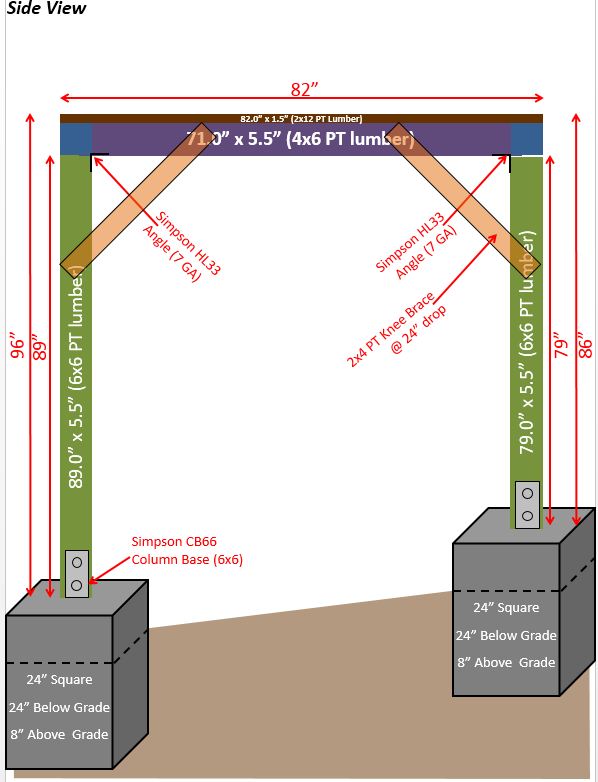 Side View
82”
82.0” x 1.5” (2x12 PT Lumber)
71.0” x 5.5” (4x6 PT lumber)
Simpson HL33
Angle (7 GA)
Simpson HL33
Angle (7 GA)
2x4 PT Knee Brace
@ 24” drop
96”
89”
89.0” x 5.5” (6x6 PT lumber)
79.0” x 5.5” (6x6 PT lumber)
79”
86”
Simpson CB66
Column Base (6x6)
24” Square
24” Below Grade
8” Above Grade
24” Square
24” Below Grade
8” Above Grade